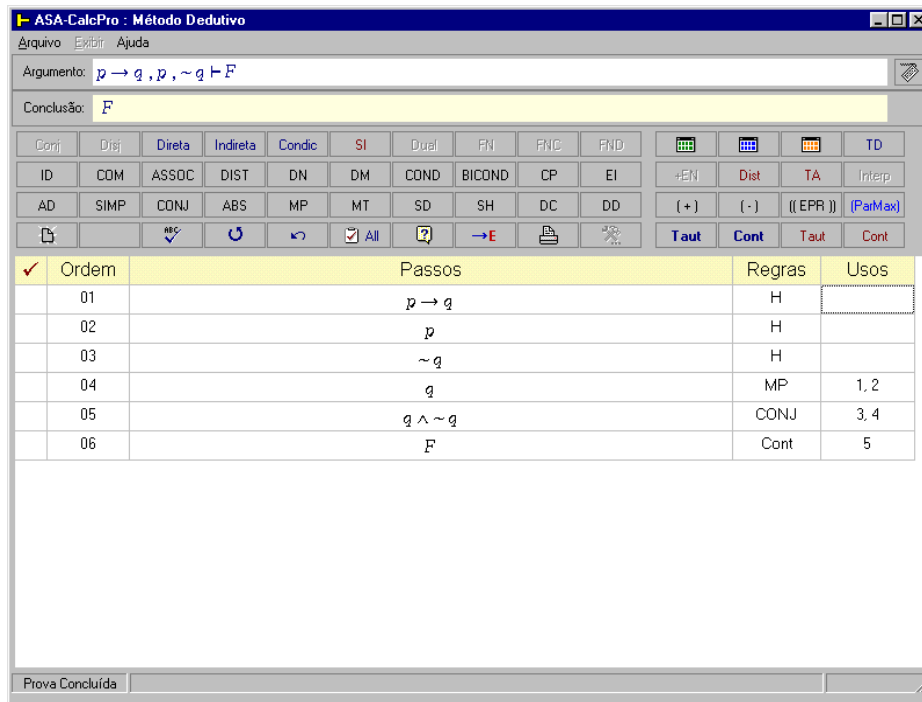 ASA-CalcPro : Método Dedutivo
Arquivo Exibir Ajuda
Argumento: p → q , p , ~ q ⊢ F
Conclusão: F
Conj Disj Direta Indireta Condic SI Dual FN FNC FND TD
ID COM ASSOC DIST DN DM COND BICOND CP EI +EN Dist TA Interp
AD SIMP CONJ ABS MP MT SD SH DC DD (+) (-) ((EPR)) (ParMax)
ABC All → E Taut Cont Taut Cont
Ordem Passos Regras Usos
01 p → q H
02 p H
03 ~ q H
04 q MP 1, 2
05 q ∧ ~ q CONJ 3, 4
06 F Cont 5
Prova Concluída